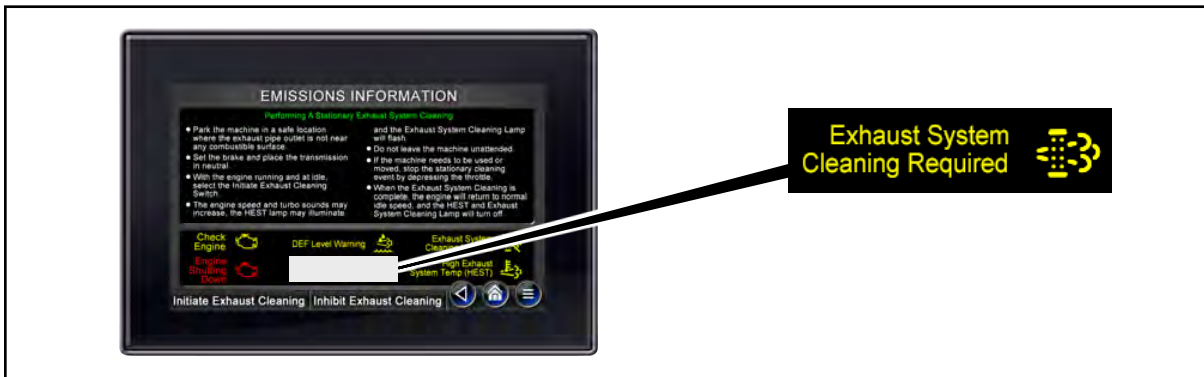 EMISSIONS INFORMATION
Performing A Stationary Exhaust System Cleaning
● Park the machine in a safe location
where the exhaust pipe outlet is not near
any combustible surface.
● Set the brake and place the transmission
in neutral.
● With the engine running and at idle,
select the Initiate Exhaust Cleaning
Switch.
● The engine speed and turbo sounds may
increase, the HEST lamp may illuminate
and the Exhaust System Cleaning Lamp
will flash.
● Do not leave the machine unattended.
● If the machine needs to be used or
moved, stop the stationary cleaning
event by depressing the throttle.
● When the Exhaust System Cleaning is
complete, the engine will return to normal
idle speed, and the HEST and Exhaust
System Cleaning Lamp will turn off.
Check
Engine
DEF Level Warning
Exhaust System
Engine
Shutting
Down
High Exhaust
System Temp (HEST)
Initiate Exhaust Cleaning
Inhibit Exhaust Cleaning
Exhaust System
Cleaning Required